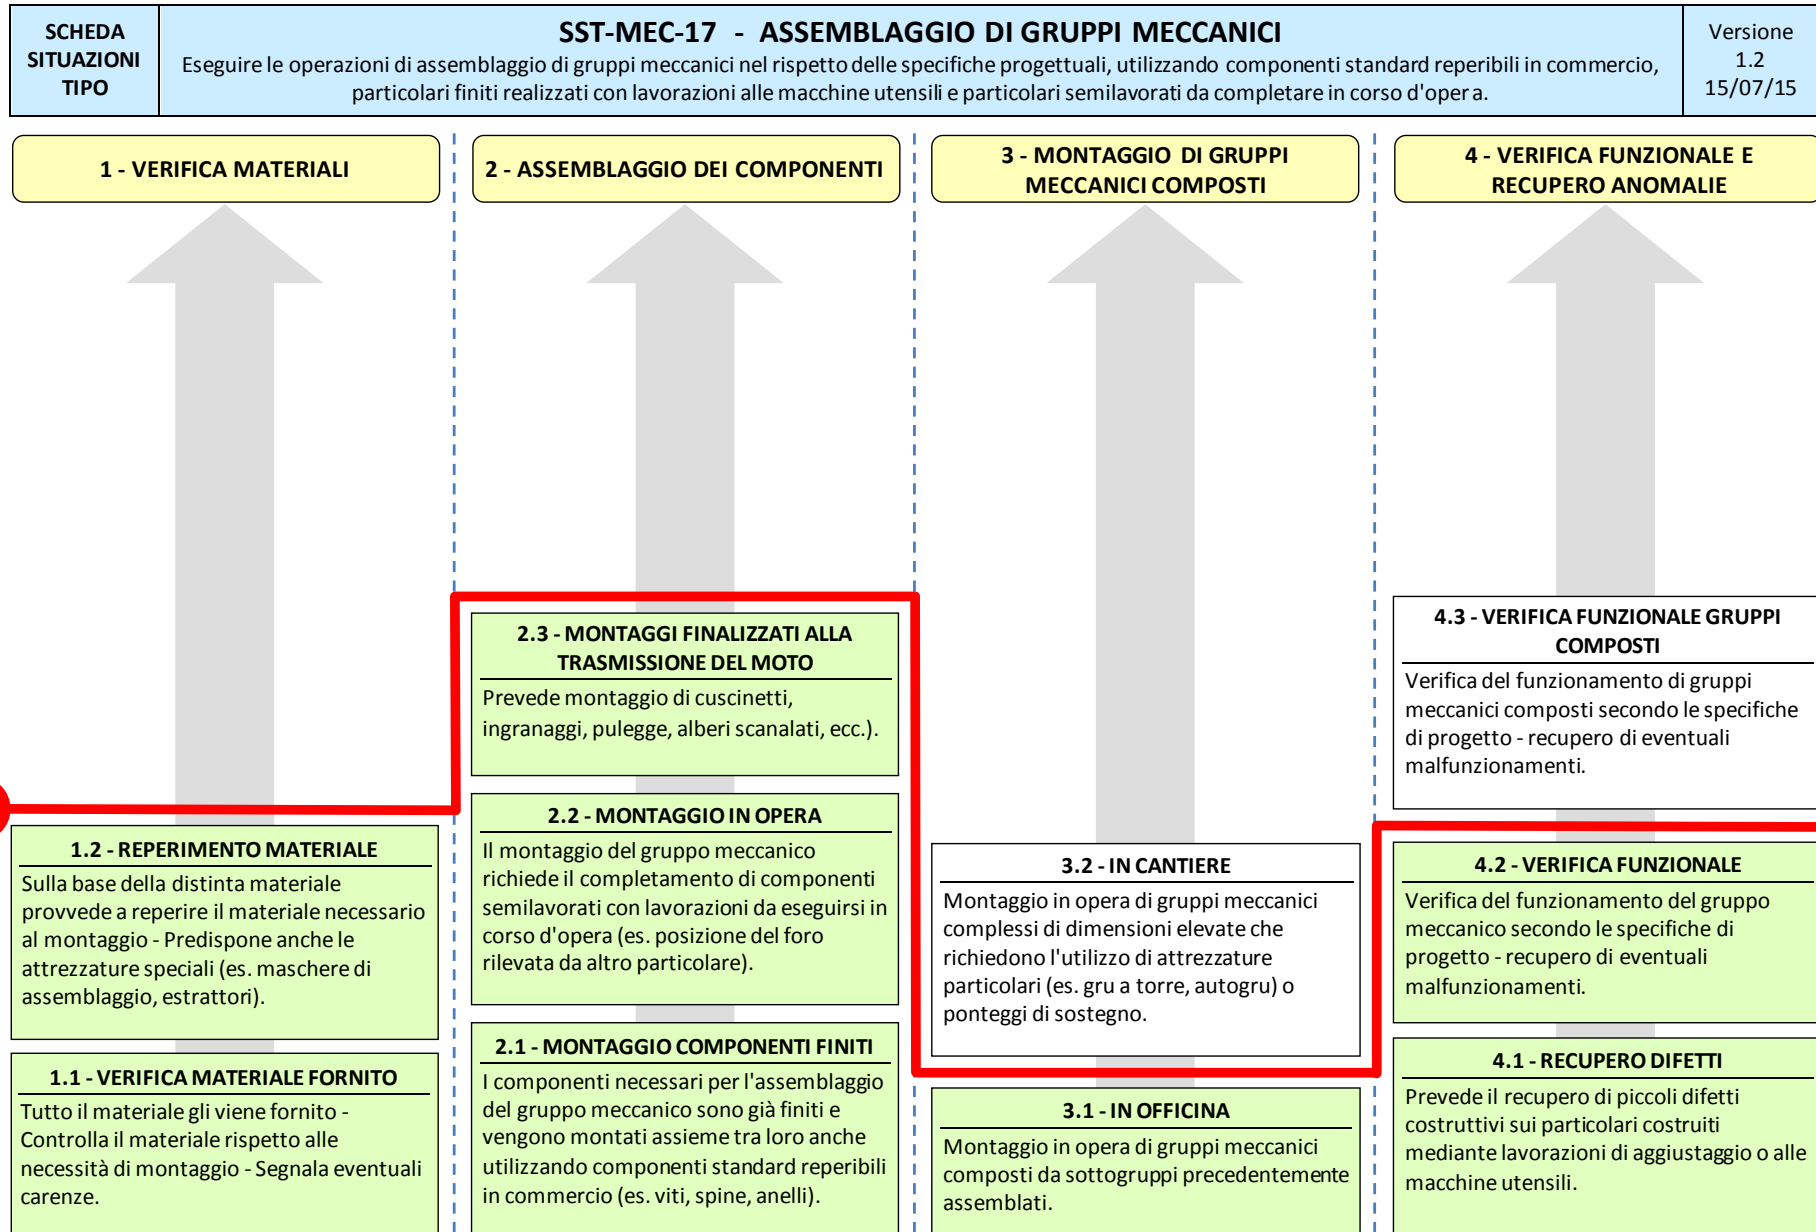 SCHEDA
SITUAZIONI
TIPO
SST-MEC-17 - ASSEMBLAGGIO DI GRUPPI MECCANICI
Eseguire le operazioni di assemblaggio di gruppi meccanici nel rispetto delle specifiche progettuali, utilizzando componenti standard reperibili in commercio,
particolari finiti realizzati con lavorazioni alle macchine utensili e particolari semilavorati da completare in corso d'opera.
Versione
1.2
15/07/15
1 - VERIFICA MATERIALI
1.2 - REPERIMENTO MATERIALE
Sulla base della distinta materiale
provvede a reperire il materiale necessario
al montaggio - Predispone anche le
attrezzature speciali (es. maschere di
assemblaggio, estrattori).
1.1 - VERIFICA MATERIALE FORNITO
Tutto il materiale gli viene fornito -
Controlla il materiale rispetto alle
necessità di montaggio - Segnala eventuali
carenze.
2 - ASSEMBLAGGIO DEI COMPONENTI
2.3 - MONTAGGI FINALIZZATI ALLA
TRASMISSIONE DEL MOTO
Prevede montaggio di cuscinetti,
ingranaggi, pulegge, alberi scanalati, ecc.).
2.2 - MONTAGGIO IN OPERA
Il montaggio del gruppo meccanico
richiede il completamento di componenti
semilavorati con lavorazioni da eseguirsi in
corso d'opera (es. posizione del foro
rilevata da altro particolare).
2.1 - MONTAGGIO COMPONENTI FINITI
I componenti necessari per l'assemblaggio
del gruppo meccanico sono già finiti e
vengono montati assieme tra loro anche
utilizzando componenti standard reperibili
in commercio (es. viti, spine, anelli).
3 - MONTAGGIO DI GRUPPI
MECCANICI COMPOSTI
3.2 - IN CANTIERE
Montaggio in opera di gruppi meccanici
complessi di dimensioni elevate che
richiedono l'utilizzo di attrezzature
particolari (es. gru a torre, autogru) o
ponteggi di sostegno.
3.1 - IN OFFICINA
Montaggio in opera di gruppi meccanici
composti da sottogruppi precedentemente
assemblati.
4 - VERIFICA FUNZIONALE E
RECUPERO ANOMALIE
4.3 - VERIFICA FUNZIONALE GRUPPI
COMPOSTI
Verifica del funzionamento di gruppi
meccanici composti secondo le specifiche
di progetto - recupero di eventuali
malfunzionamenti.
4.2 - VERIFICA FUNZIONALE
Verifica del funzionamento del gruppo
meccanico secondo le specifiche di
progetto - recupero di eventuali
malfunzionamenti.
4.1 - RECUPERO DIFETTI
Prevede il recupero di piccoli difetti
costruttivi sui particolari costruiti
mediante lavorazioni di aggiustaggio o alle
macchine utensili.